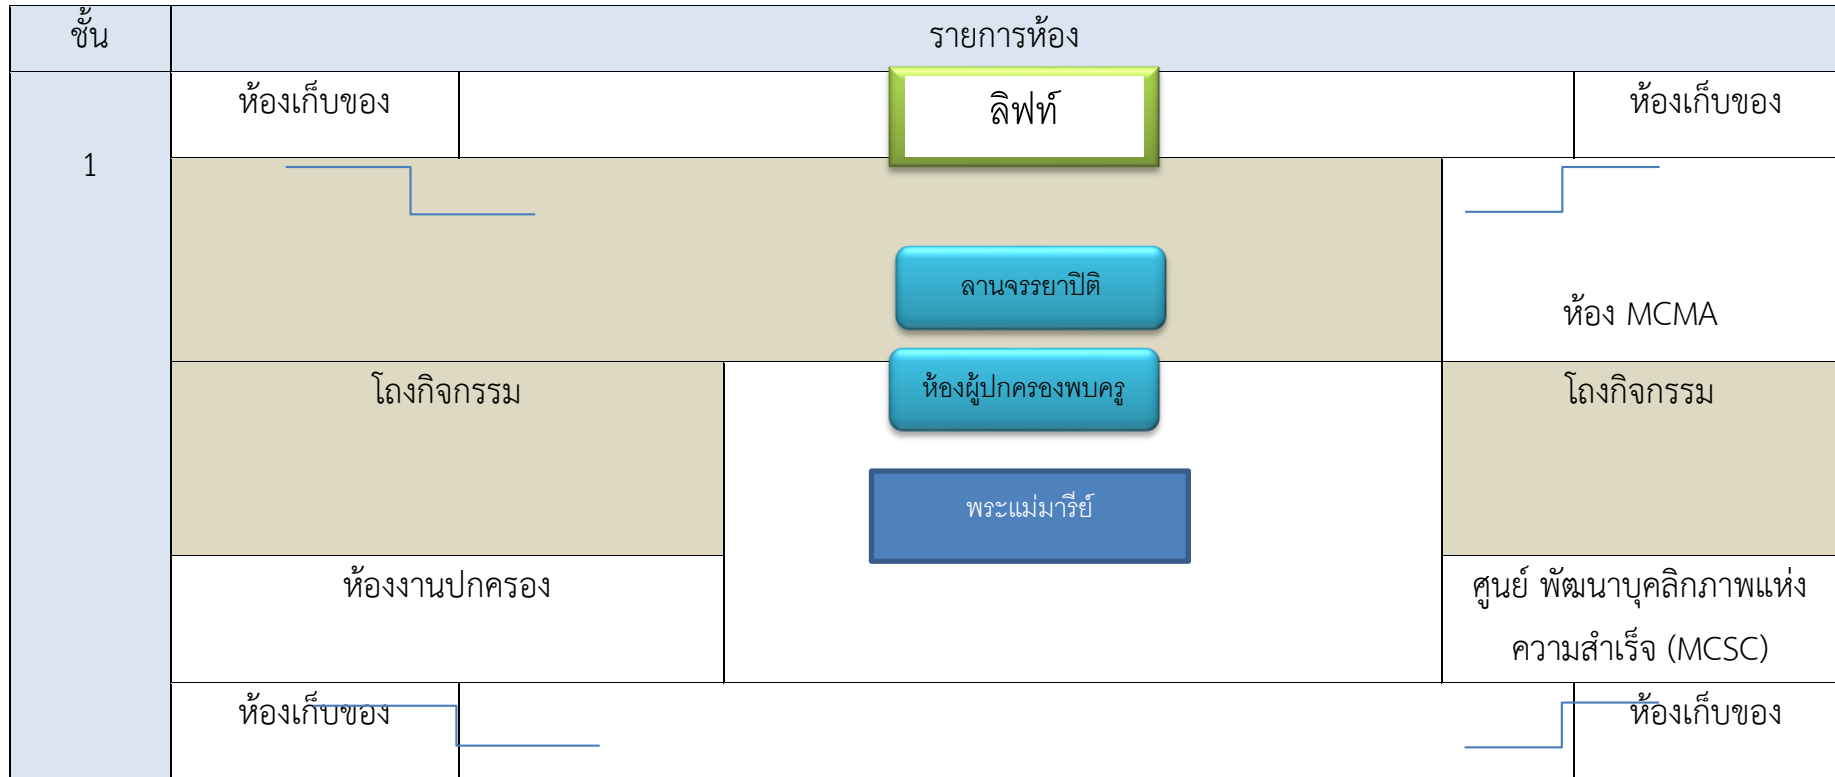 ชั้น
รายการห้อง
ห้องเก็บของ
ลิฟท์
ห้องเก็บของ
1
ลานจรรยาปิติ
ห้อง MCMA
โถงกิจกรรม
ห้องผู้ปกครองพบครู
โถงกิจกรรม
พระแม่มารีย์
ห้องงานปกครอง
ศูนย์ พัฒนาบุคลิกภาพแห่ง
ความสำเร็จ (MCSC)
ห้องเก็บของ
ห้องเก็บของ